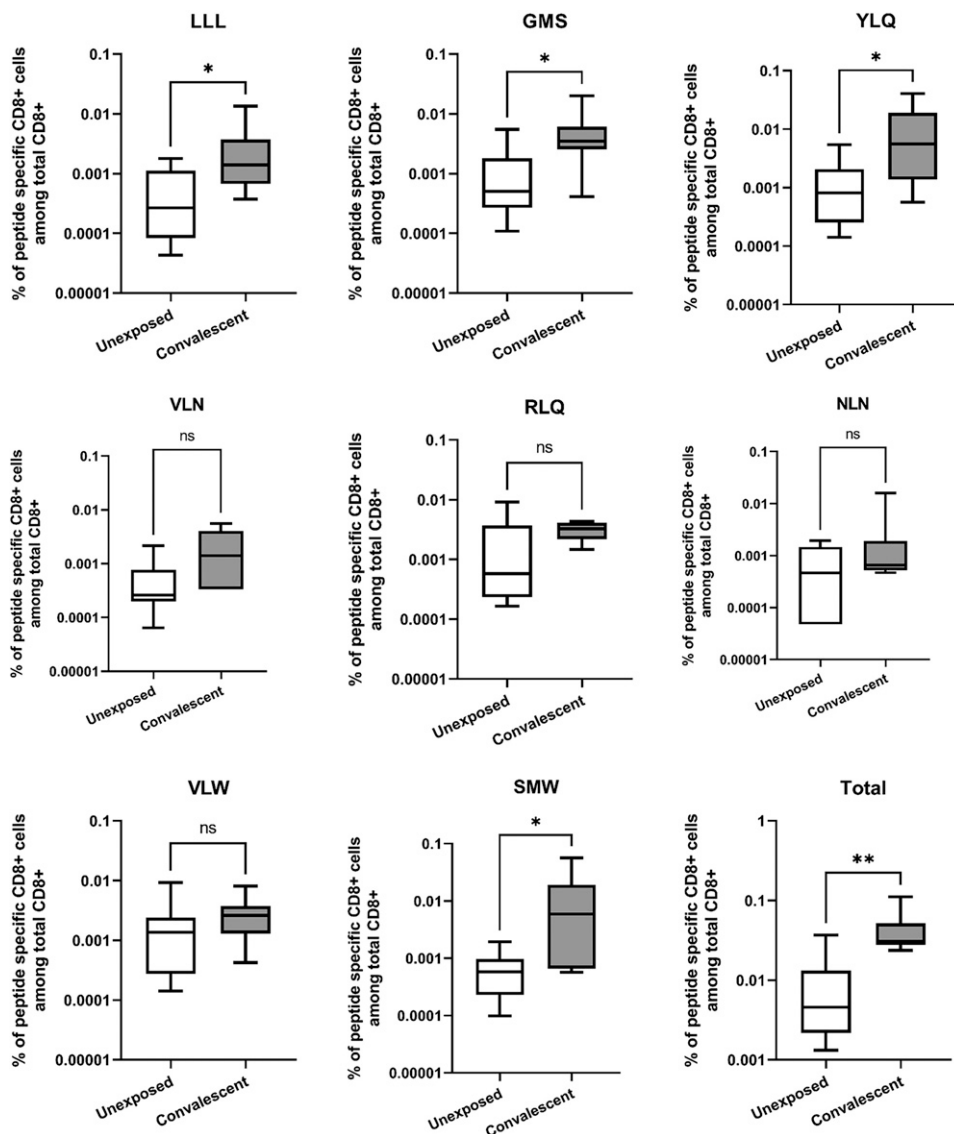 LLL
% of peptide specific CD8+ cells
among total CD8+
0.1
*
0.01
0.001
0.0001
0.00001
Unexposed
Convalescent
GMS
% of peptide specific CD8+ cells
among total CD8+
0.1
*
0.01
0.001
0.0001
0.00001
Unexposed
Convalescent
YLQ
% of peptide specific CD8+ cells
among total CD8+
0.1
*
0.01
0.001
0.0001
0.00001
Unexposed
Convalescent
VLN
% of peptide specific CD8+ cells
among total CD8+
0.1
ns
0.01
0.001
0.0001
0.00001
Unexposed
Convalescent
RLQ
% of peptide specific CD8+ cells
among total CD8+
0.1
ns
0.01
0.001
0.0001
0.00001
Unexposed
Convalescent
NLN
% of peptide specific CD8+ cells
among total CD8+
0.1
ns
0.01
0.001
0.0001
0.00001
Unexposed
Convalescent
VLW
% of peptide specific CD8+ cells
among total CD8+
0.1
ns
0.01
0.001
0.0001
0.00001
Unexposed
Convalescent
SMW
% of peptide specific CD8+ cells
among total CD8+
0.1
*
0.01
0.001
0.0001
0.00001
Unexposed
Convalescent
Total
% of peptide specific CD8+ cells
among total CD8+
1
**
0.1
0.01
0.001
Unexposed
Convalescent